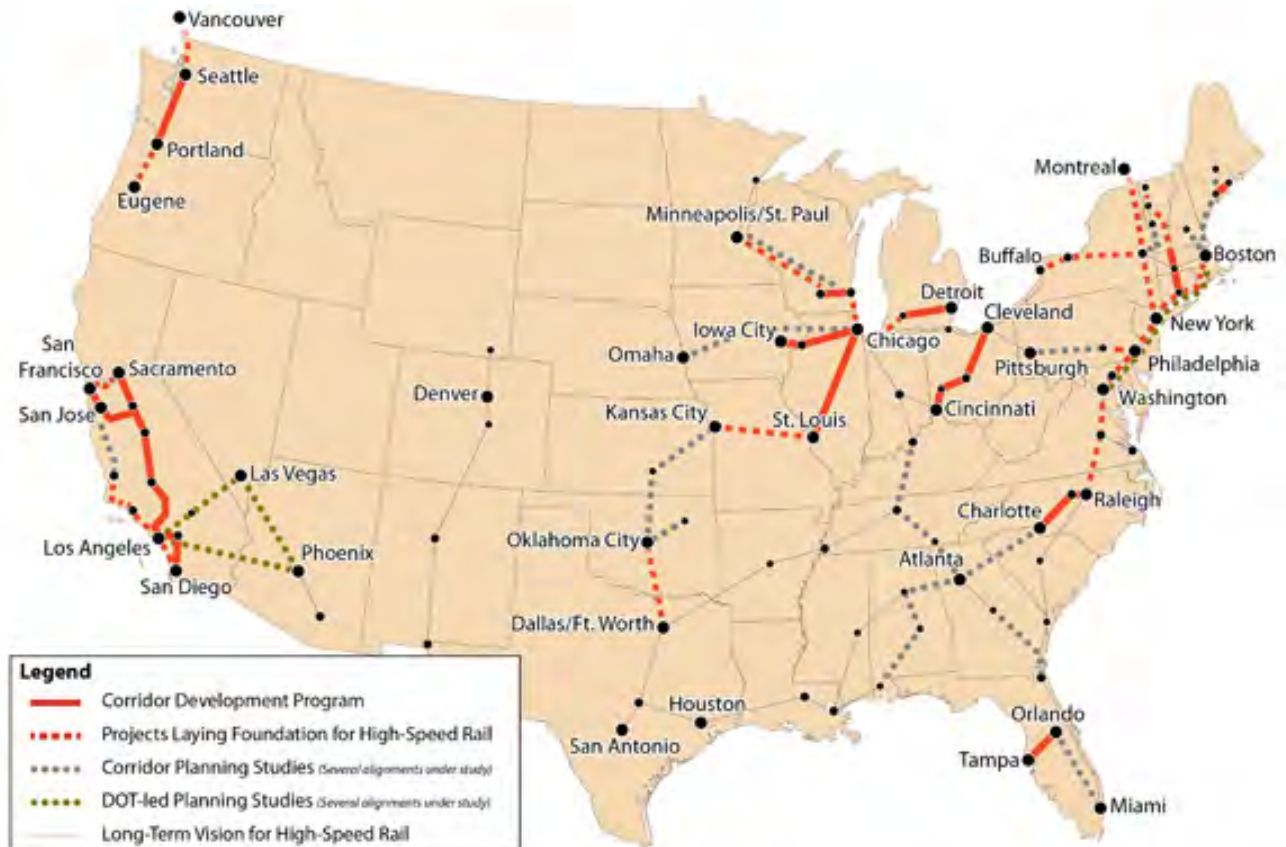 Vancouver
Seattle
Portland
Eugene
Montreal
Minneapolis/St. Paul
Buffalo
Boston
Detroit
Cleveland
New York
Iowa City
Chicago
Omaha
Pittsburgh
Philadelphia
San
Francisco
Sacramento
Denver
Washington
San Jose
Kansas City
St. Louis
Cincinnati
Las Vegas
Raleigh
Charlotte
Los Angeles
Oklahoma City
Phoenix
Atlanta
San Diego
Dallas/Ft. Worth
Houston
Orlando
San Antonio
Tampa
Miami
Legend
Corridor Development Program
Projects Laying Foundation for High-Speed Rail
Corridor Planning Studies (Several alignments under study)
DOT-led Planning Studies (Several alignments under study)
Long-Term Vision for High-Speed Rail